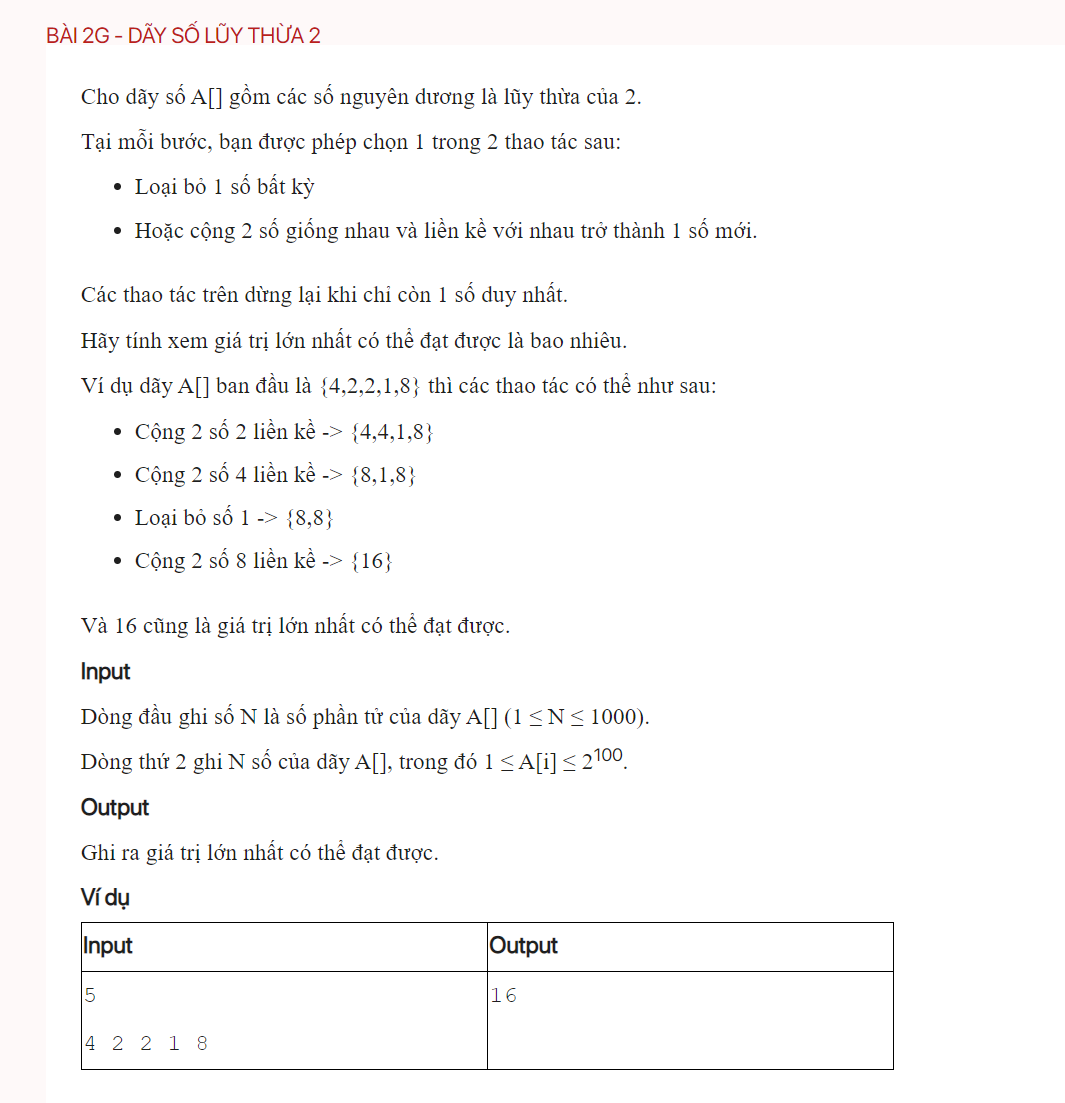 BÀI 2G - DÃY SỐ LŨY THỪA 2
Cho dãy số A[] gồm các số nguyên dương là lũy thừa của 2.
Tại mỗi bước, bạn được phép chọn 1 trong 2 thao tác sau:
• Loại bỏ 1 số bất kỳ
• Hoặc cộng 2 số giống nhau và liền kề với nhau trở thành 1 số mới.
Các thao tác trên dừng lại khi chỉ còn 1 số duy nhất.
Hãy tính xem giá trị lớn nhất có thể đạt được là bao nhiêu.
Ví dụ dãy A[] ban đầu là {4,2,2,1,8} thì các thao tác có thể như sau:
• Cộng 2 số 2 liền kề -> {4,4,1,8}
• Cộng 2 số 4 liền kề -> {8,1,8}
• Loại bỏ số 1 -> {8,8}
• Cộng 2 số 8 liền kề -> {16}
Và 16 cũng là giá trị lớn nhất có thể đạt được.
Input
Dòng đầu ghi số N là số phần tử của dãy A[] (1 ≤ N ≤ 1000).
Dòng thứ 2 ghi N số của dãy A[], trong đó 1 ≤ A[i] ≤ 2^100.
Output
Ghi ra giá trị lớn nhất có thể đạt được.
Ví dụ
Input Output
5 16
4 2 2 1 8